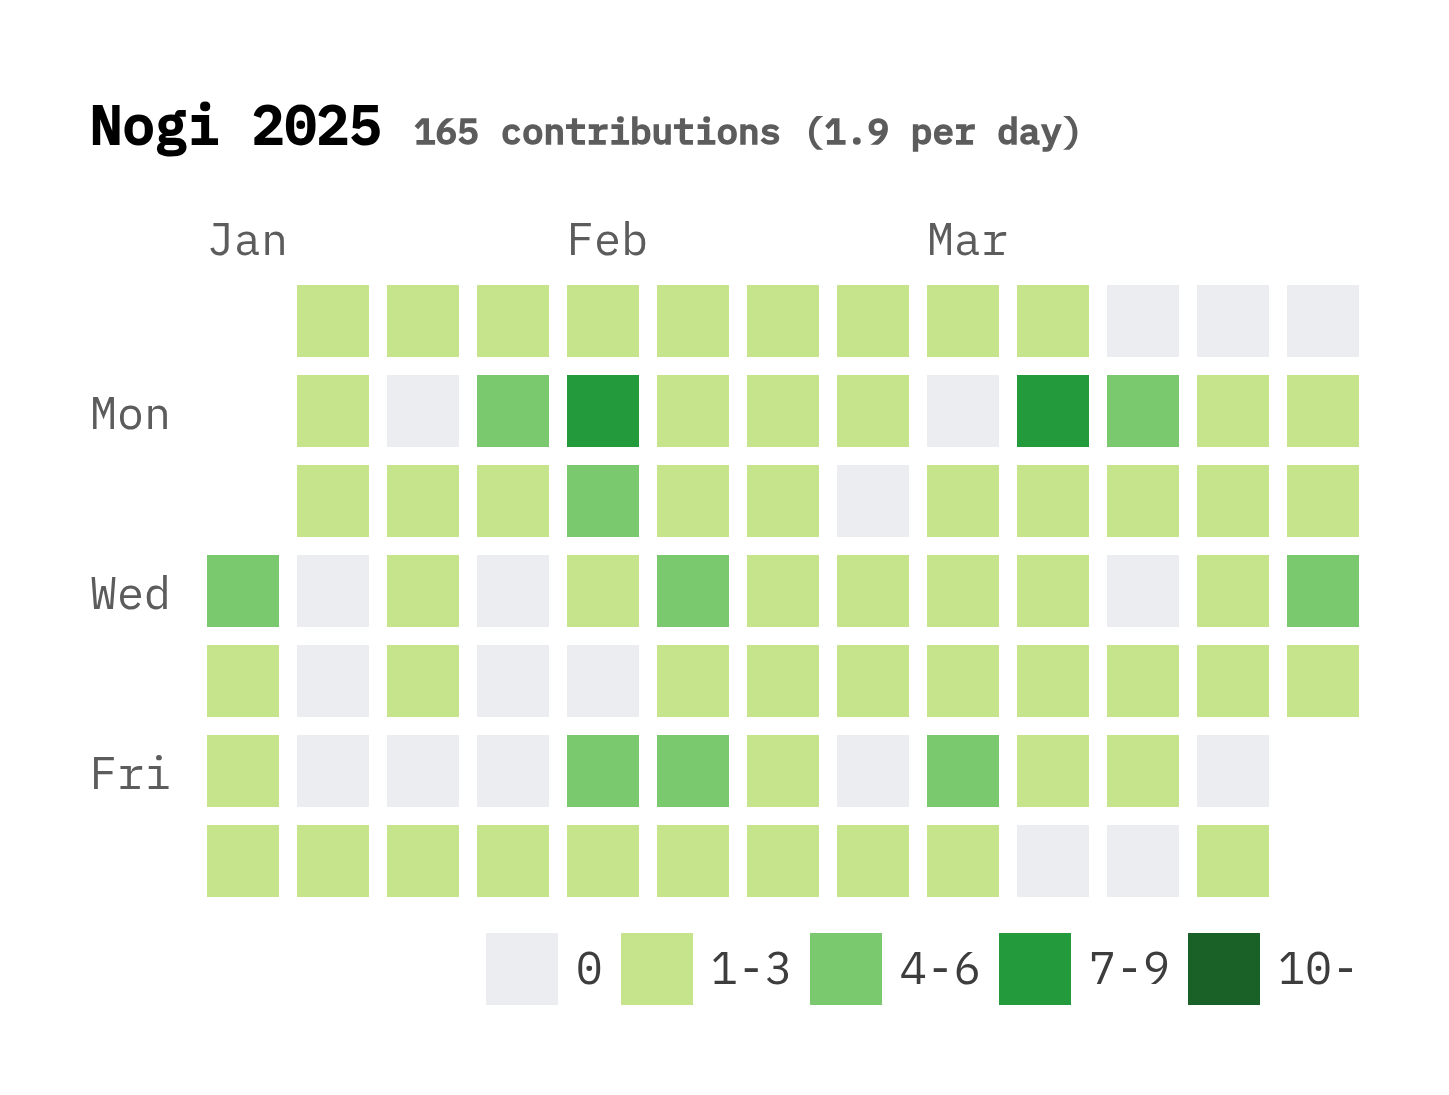 Nogi 2025 165 contributions (1.9 per day)
Jan Feb Mar
Mon
Wed
Fri
0 1-3 4-6 7-9 10-